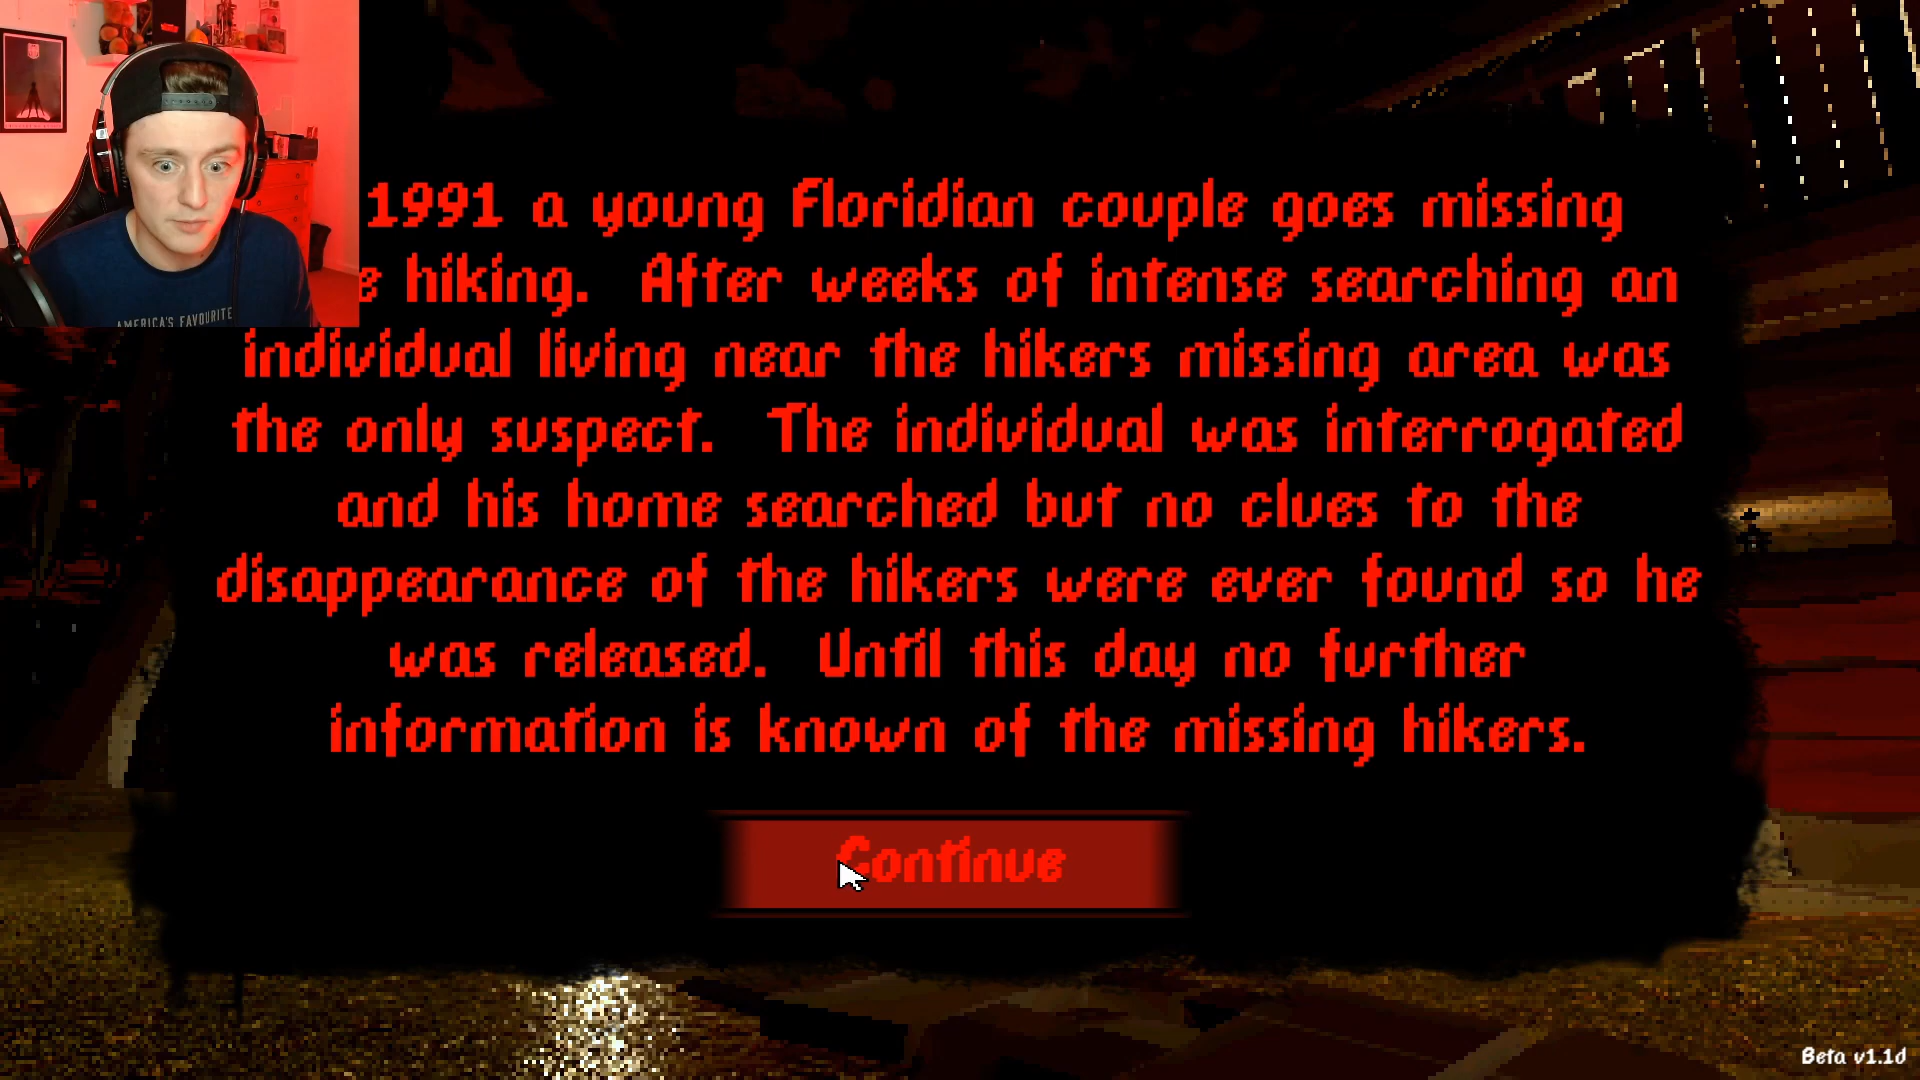 1991 a young Floridian couple goes missing
hiking.  After weeks of intense searching an
individual living near the hikers missing area was
the only suspect.  The individual was interrogated
and his home searched but no clues to the
disappearance of the hikers were ever found so he
was released.  Until this day no further
information is known of the missing hikers.
Continue
AMERICA'S FAVOURITE
Beta v1.1d